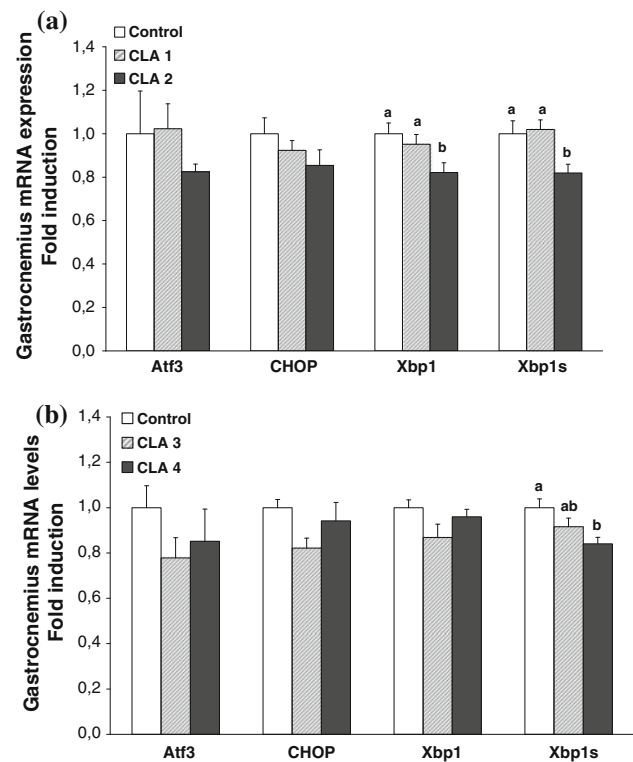 (a)
Control
CLA 1
CLA 2
Gastrocnemius mRNA expression
Fold induction
1,4
1,2
1,0
0,8
0,6
0,4
0,2
0,0
a
a
b
a
a
b
Atf3
CHOP
Xbp1
Xbp1s
(b)
Control
CLA 3
CLA 4
Gastrocnemius mRNA levels
Fold induction
1,4
1,2
1,0
0,8
0,6
0,4
0,2
0,0
a
ab
b
Atf3
CHOP
Xbp1
Xbp1s